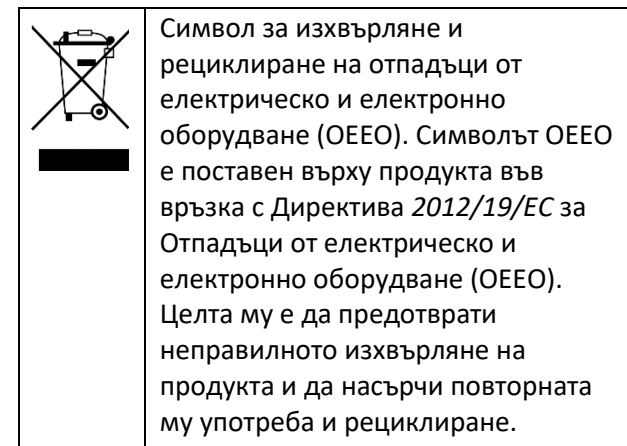 Символ за изхвърляне и
рециклиране на отпадъци от
електрическо и електронно
оборудване (ОЕЕО). Символът ОЕЕО
е поставен върху продукта във
връзка с Директива 2012/19/ЕС за
Отпадъци от електрическо и
електронно оборудване (ОЕЕО).
Целта му е да предотврати
неправилното изхвърляне на
продукта и да насърчи повторната
му употреба и рециклиране.